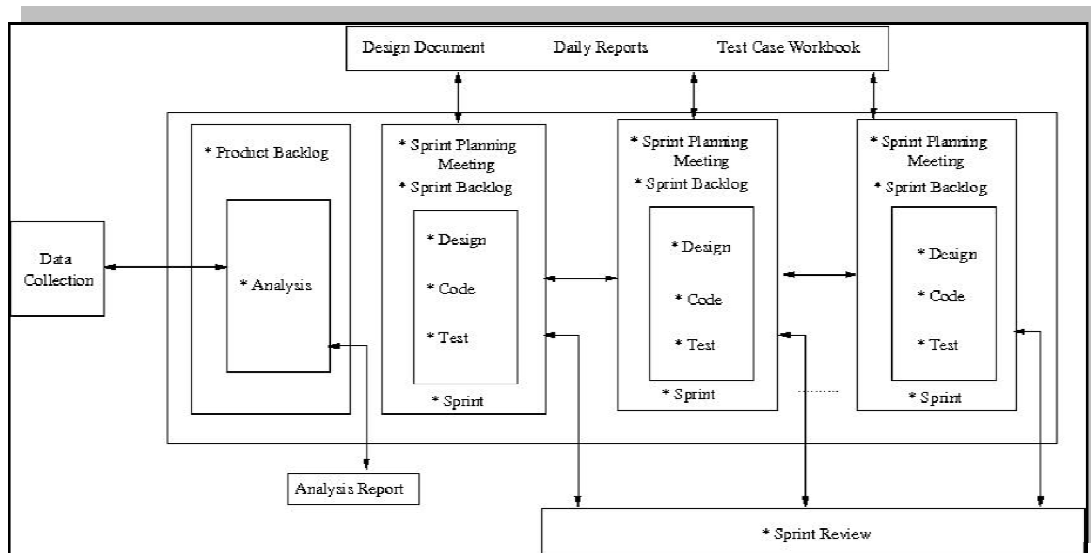 Design Document Daily Reports Test Case Workbook
* Product Backlog
* Analysis
Data
Collection
* Sprint Planning
Meeting
* Sprint Backlog
* Design
* Code
* Test
* Sprint
* Sprint Planning
Meeting
* Sprint Backlog
* Design
* Code
* Test
* Sprint
..........
* Sprint Planning
Meeting
* Sprint Backlog
* Design
* Code
* Test
* Sprint
Analysis Report
* Sprint Review